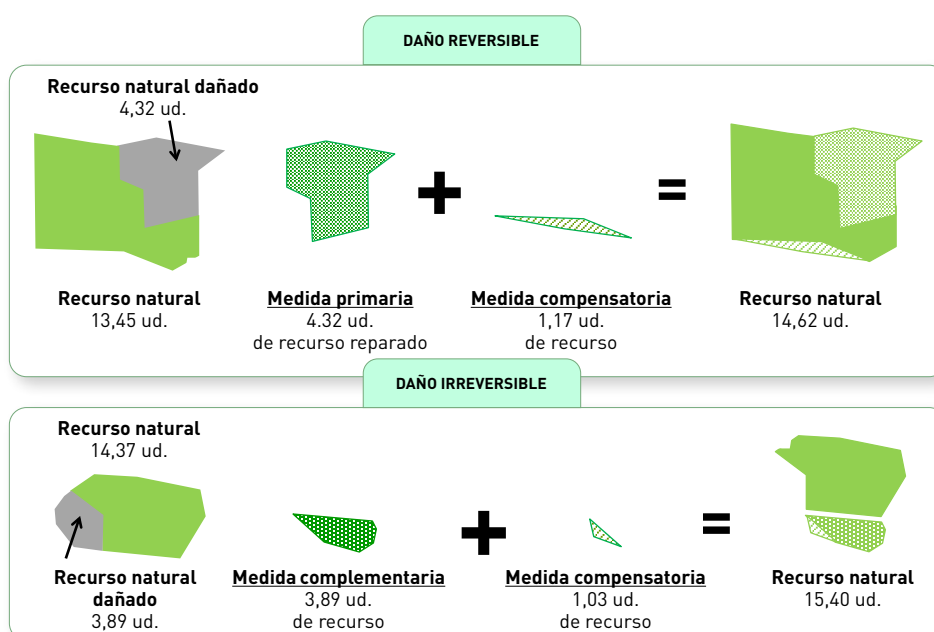 DAÑO REVERSIBLE
Recurso natural dañado
4,32 ud.
Recurso natural
13,45 ud.
Medida primaria
4.32 ud.
de recurso reparado
Medida compensatoria
1,17 ud.
de recurso
Recurso natural
14,62 ud.
DAÑO IRREVERSIBLE
Recurso natural
14,37 ud.
Recurso natural
dañado
3,89 ud.
Medida complementaria
3,89 ud.
de recurso
Medida compensatoria
1,03 ud.
de recurso
Recurso natural
15,40 ud.